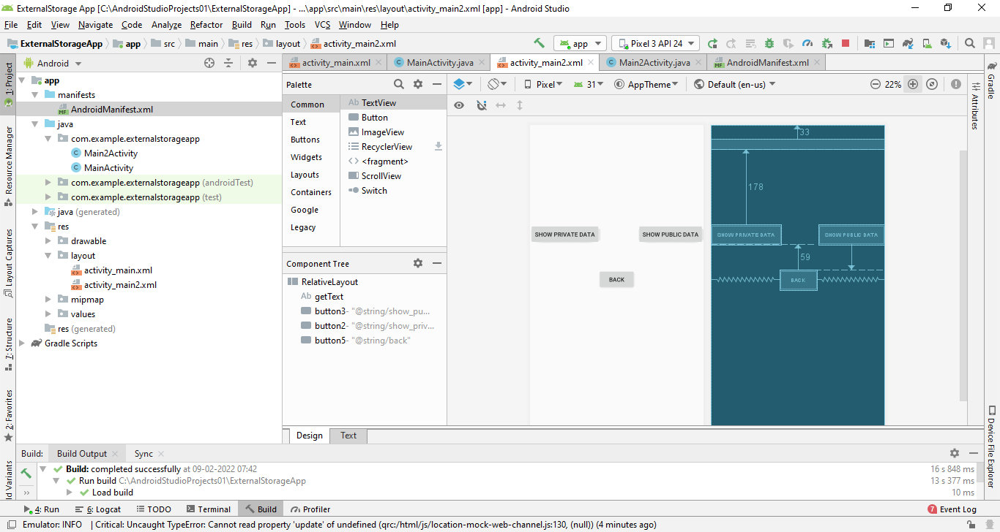 ExternalStorage App [C:\AndroidStudioProjects01\ExternalStorageApp] - ...\app\src\main\res\layout\activity_main2.xml [app] - Android Studio
File Edit View Navigate Code Analyze Refactor Build Run Tools VCS Window Help
ExternalStorageApp app src main res layout activity_main2.xml app Pixel 3 API 24
1: Project
Resource Manager
Layout Captures
7: Structure
2: Favorites
ld Variants
Android
app
manifests
AndroidManifest.xml
java
com.example.externalstorageapp
Main2Activity
MainActivity
com.example.externalstorageapp (androidTest)
com.example.externalstorageapp (test)
java (generated)
res
drawable
layout
activity_main.xml
activity_main2.xml
mipmap
values
res (generated)
Gradle Scripts
activity_main.xml MainActivity.java activity_main2.xml Main2Activity.java AndroidManifest.xml
Palette
Common
Text
Buttons
Widgets
Layouts
Containers
Google
Legacy
Ab TextView
Button
ImageView
RecyclerView
<fragment>
ScrollView
Switch
Component Tree
RelativeLayout
Ab getText
button3- "@string/show_pu...
button2- "@string/show_priv...
button5- "@string/back"
Pixel 31 AppTheme Default (en-us) 22%
33
178
SHOW PRIVATE DATA SHOW PUBLIC DATA SHOW PRIVATE DATA SHOW PUBLIC DATA
59
BACK BACK
Gradle
Attributes
Device File Explorer
Design Text
Build: Build Output Sync
Build: completed successfully at 09-02-2022 07:42 16 s 848 ms
Run build C:\AndroidStudioProjects01\ExternalStorageApp 13 s 377 ms
Load build 10 ms
4: Run 6: Logcat TODO Terminal Build Profiler 7 Event Log
Emulator: INFO | Critical: Uncaught TypeError: Cannot read property 'update' of undefined (qrc:/html/js/location-mock-web-channel.js:130, (null)) (4 minutes ago)